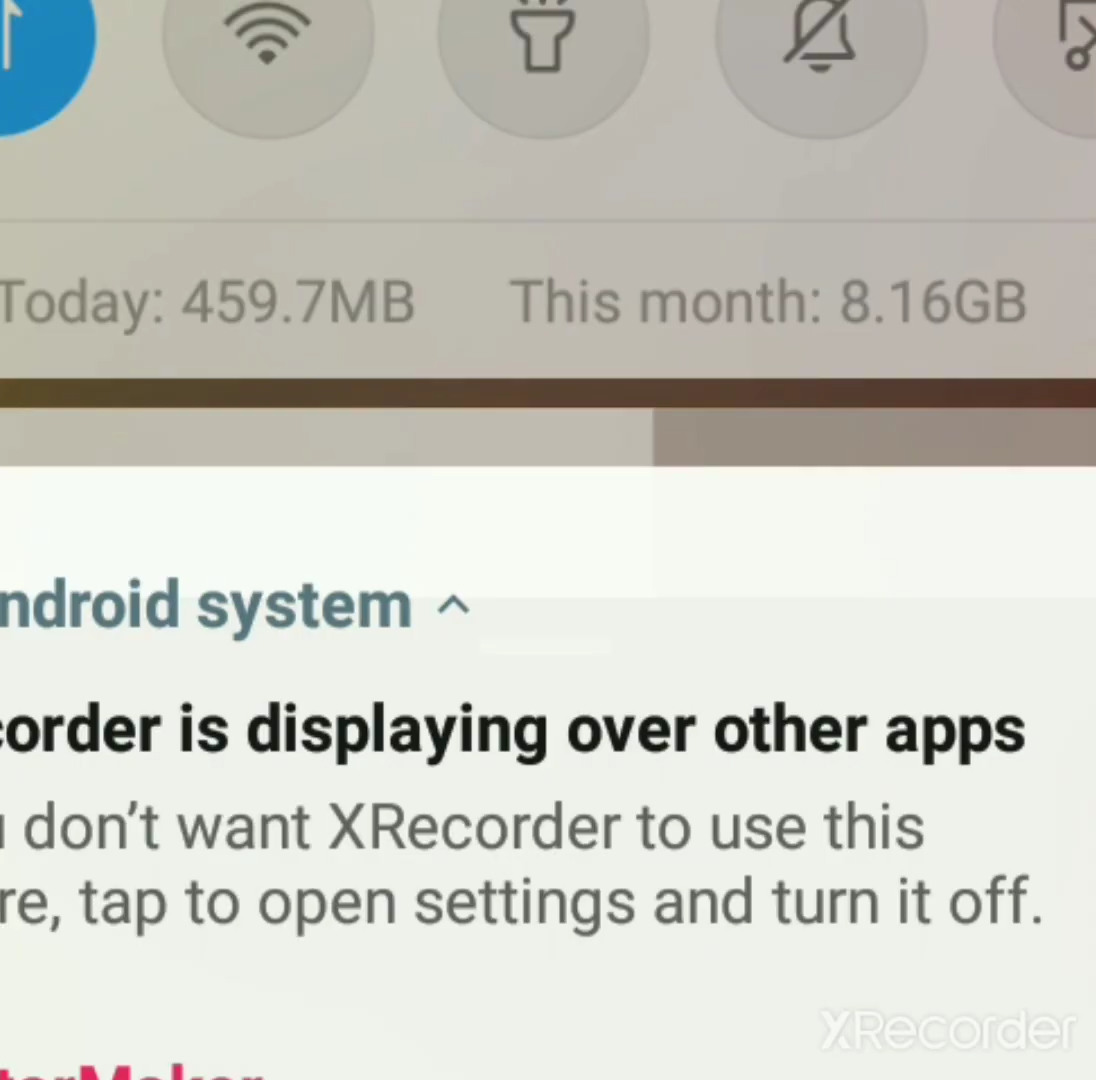 Today: 459.7MB This month: 8.16GB
ndroid system
corder is displaying over other apps
don’t want XRecorder to use this
re, tap to open settings and turn it off.
XRecorder